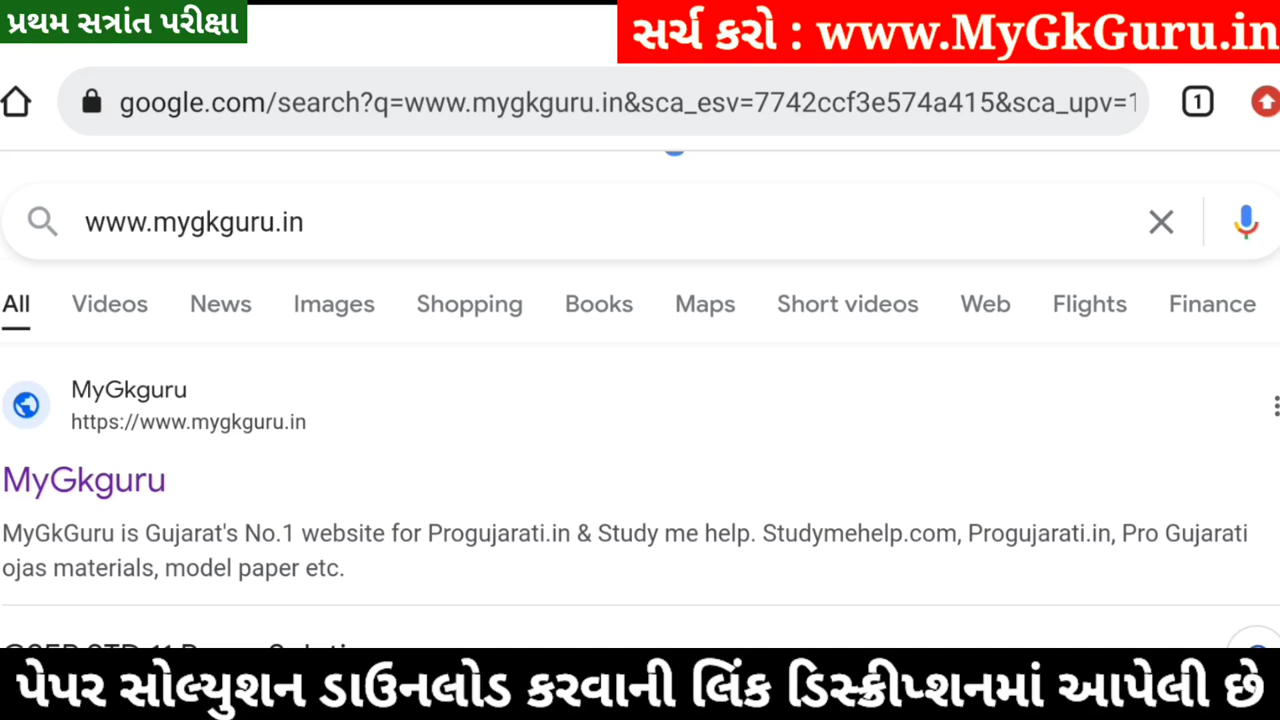 પ્રથમ સત્રાંત પરીક્ષા
સર્ચ કરો : www.MyGkGuru.in
google.com/search?q=www.mygkguru.in&sca_esv=7742ccf3e574a415&sca_upv=1
1
www.mygkguru.in
All Videos News Images Shopping Books Maps Short videos Web Flights Finance
MyGkguru
https://www.mygkguru.in
MyGkguru
MyGkGuru is Gujarat's No.1 website for Progujarati.in & Study me help. Studymehelp.com, Progujarati.in, Pro Gujarati
ojas materials, model paper etc.
પેપર સોલ્યુશન ડાઉનલોડ કરવાની લિંક ડિસ્ક્રીપ્શનમાં આપેલી છે